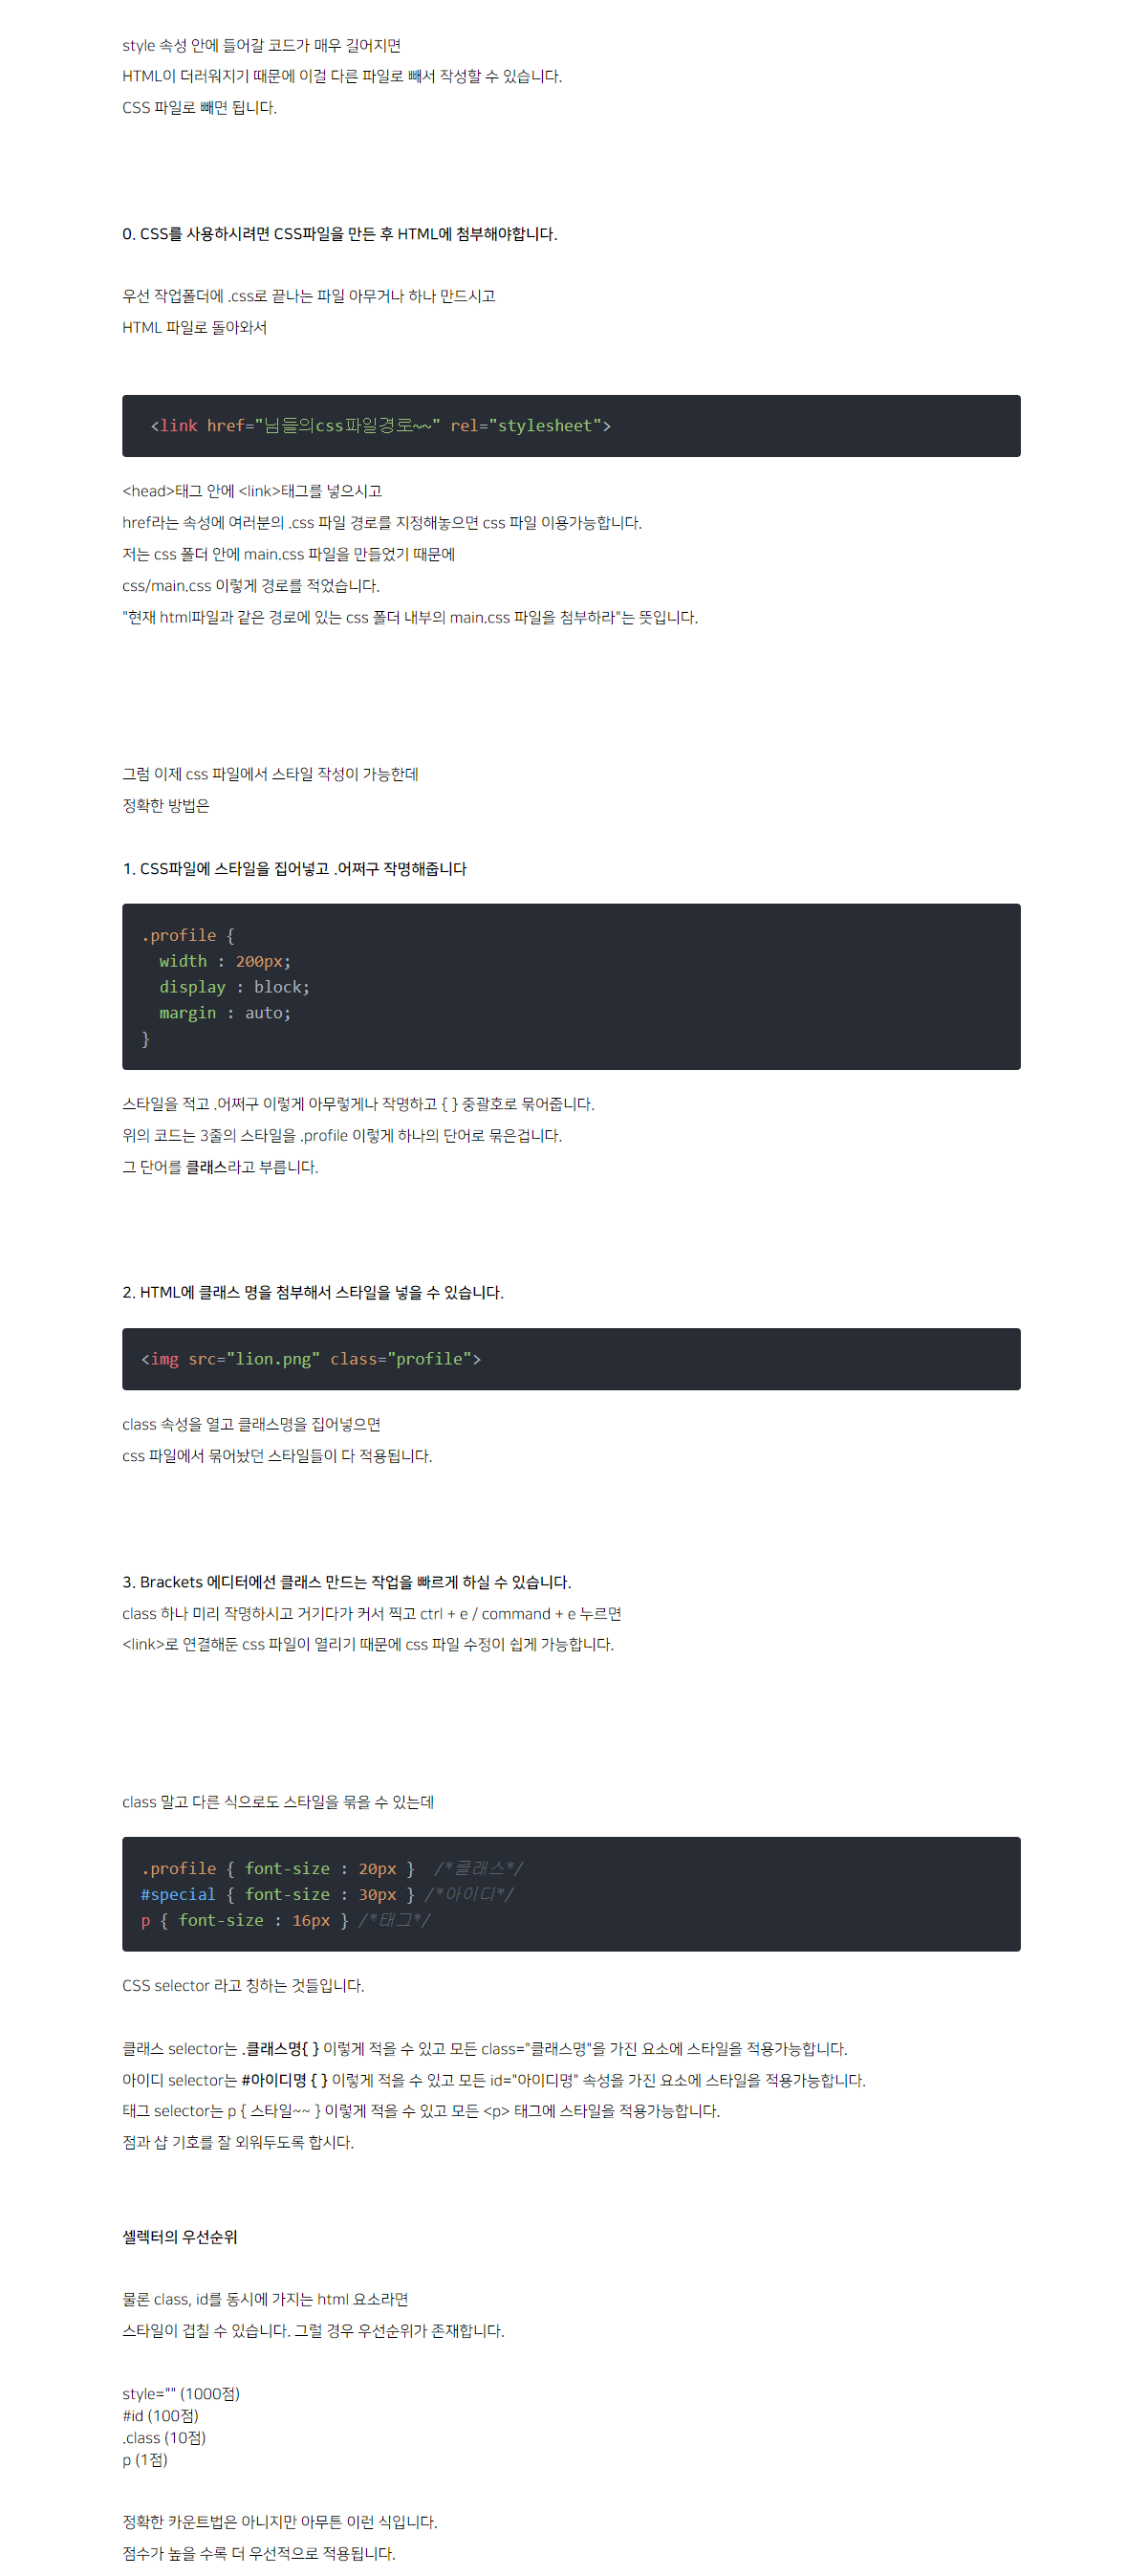 style 속성 안에 들어갈 코드가 매우 길어지면
HTML이 더러워지기 때문에 이걸 다른 파일로 빼서 작성할 수 있습니다.
CSS 파일로 빼면 됩니다.
0. CSS를 사용하시려면 CSS파일을 만든 후 HTML에 첨부해야합니다.
우선 작업폴더에 .css로 끝나는 파일 아무거나 하나 만드시고
HTML 파일로 돌아와서
<link href="님들의css파일경로~~" rel="stylesheet">
<head>태그 안에 <link>태그를 넣으시고
href라는 속성에 여러분의 .css 파일 경로를 지정해놓으면 css 파일 이용가능합니다.
저는 css 폴더 안에 main.css 파일을 만들었기 때문에
css/main.css 이렇게 경로를 적었습니다.
"현재 html파일과 같은 경로에 있는 css 폴더 내부의 main.css 파일을 첨부하라"는 뜻입니다.
그럼 이제 css 파일에서 스타일 작성이 가능한데
정확한 방법은
1. CSS파일에 스타일을 집어넣고 .어쩌구 작명해줍니다
.profile {
  width : 200px;
  display : block;
  margin : auto;
}
스타일을 적고 .어쩌구 이렇게 아무렇게나 작명하고 { } 중괄호로 묶어줍니다.
위의 코드는 3줄의 스타일을 .profile 이렇게 하나의 단어로 묶은겁니다.
그 단어를 클래스라고 부릅니다.
2. HTML에 클래스 명을 첨부해서 스타일을 넣을 수 있습니다.
<img src="lion.png" class="profile">
class 속성을 열고 클래스명을 집어넣으면
css 파일에서 묶어놨던 스타일들이 다 적용됩니다.
3. Brackets 에디터에선 클래스 만드는 작업을 빠르게 하실 수 있습니다.
class 하나 미리 작명하시고 거기다가 커서 찍고 ctrl + e / command + e 누르면
<link>로 연결해둔 css 파일이 열리기 때문에 css 파일 수정이 쉽게 가능합니다.
class 말고 다른 식으로도 스타일을 묶을 수 있는데
.profile { font-size : 20px }  /*클래스*/
#special { font-size : 30px } /*아이디*/
p { font-size : 16px } /*태그*/
CSS selector 라고 칭하는 것들입니다.
클래스 selector는 .클래스명{ } 이렇게 적을 수 있고 모든 class="클래스명"을 가진 요소에 스타일을 적용가능합니다.
아이디 selector는 #아이디명 { } 이렇게 적을 수 있고 모든 id="아이디명" 속성을 가진 요소에 스타일을 적용가능합니다.
태그 selector는 p { 스타일~~ } 이렇게 적을 수 있고 모든 <p> 태그에 스타일을 적용가능합니다.
점과 샵 기호를 잘 외워두도록 합시다.
셀렉터의 우선순위
물론 class, id를 동시에 가지는 html 요소라면
스타일이 겹칠 수 있습니다. 그럴 경우 우선순위가 존재합니다.
style="" (1000점)
#id (100점)
.class (10점)
p (1점)
정확한 카운트법은 아니지만 아무튼 이런 식입니다.
점수가 높을 수록 더 우선적으로 적용됩니다.